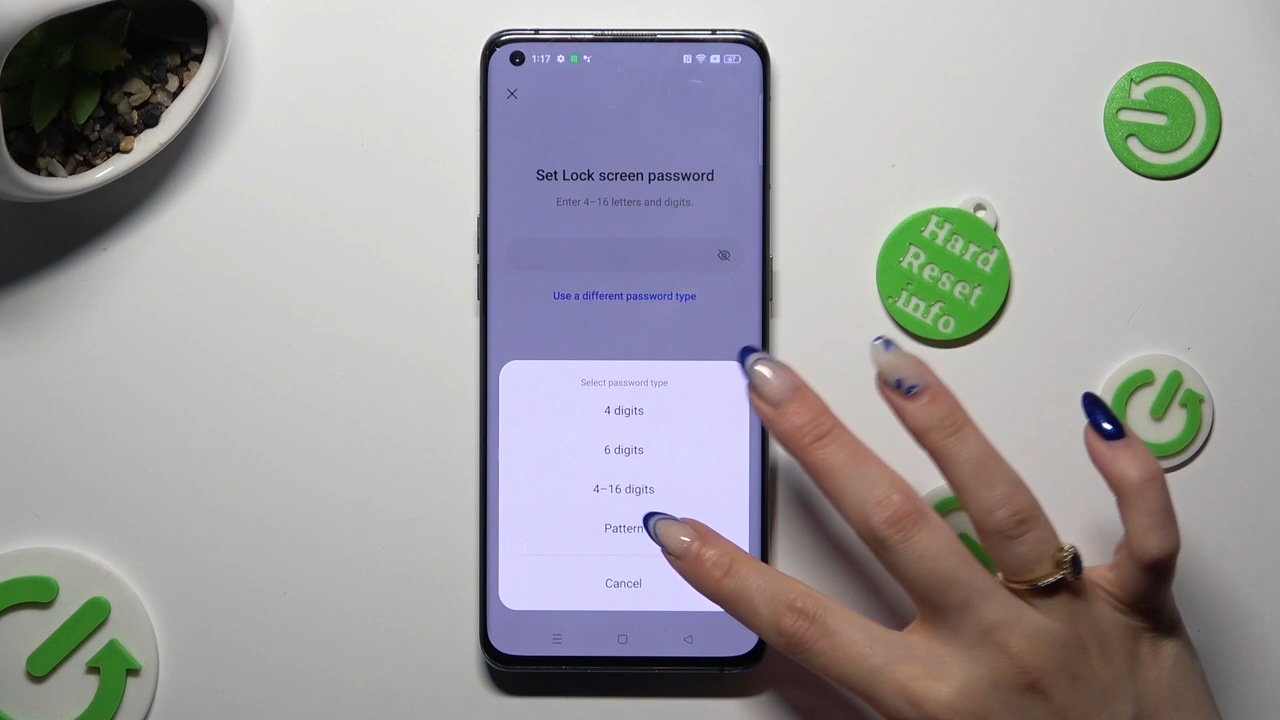 1:17
67
Set Lock screen password
Enter 4–16 letters and digits.
Use a different password type
Select password type
4 digits
6 digits
4–16 digits
Pattern
Cancel
Hard
Reset
.info